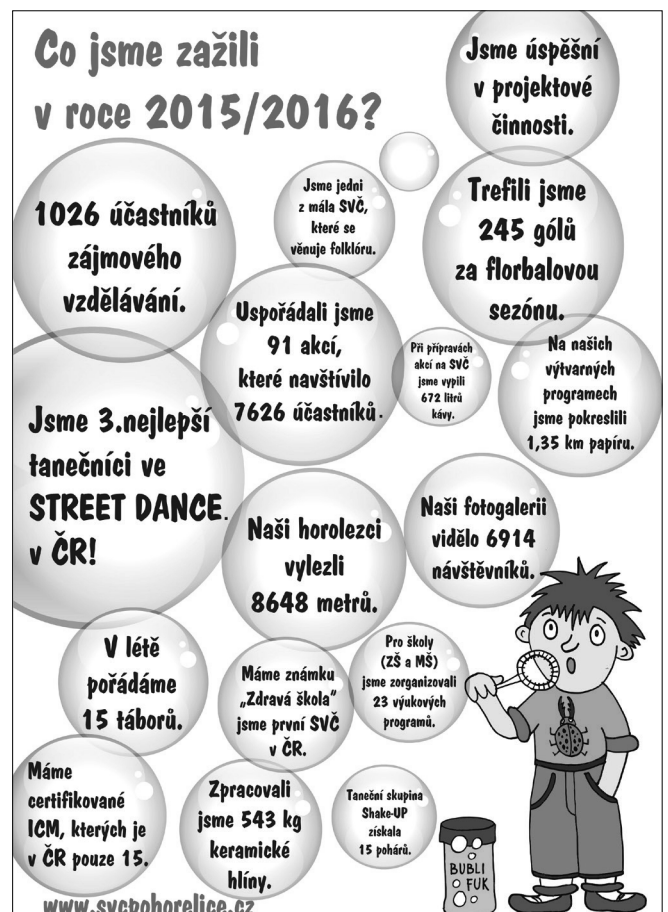 Co jsme zažili
v roce 2015/2016?
Jsme úspěšní
v projektové
činnosti.
1026 účastníků
zájmového
vzdělávání.
Jsme jedni
z mála SVČ,
které se
věnuje folklóru.
Trefili jsme
245 gólů
za florbalovou
sezónu.
Uspořádali jsme
91 akcí,
které navštívilo
7626 účastníků.
Při přípravách
akcí na SVČ
jsme vypili
672 litrů
kávy.
Na našich
výtvarných
programech
jsme pokreslili
1,35 km papíru.
Jsme 3.nejlepší
tanečníci ve
STREET DANCE.
v ČR!
Naši horolezci
vylezli
8648 metrů.
Naši fotogalerii
vidělo 6914
návštěvníků.
V létě
pořádáme
15 táborů.
Máme známku
„Zdravá škola“
jsme první SVČ
v ČR.
Pro školy
(ZŠ a MŠ)
jsme zorganizovali
23 výukových
programů.
Máme
certifikované
ICM, kterých je
v ČR pouze 15.
Zpracovali
jsme 543 kg
keramické
hlíny.
Taneční skupina
Shake-UP
získala
15 pohárů.
BUBLI
FUK
www.svcpohorelice.cz